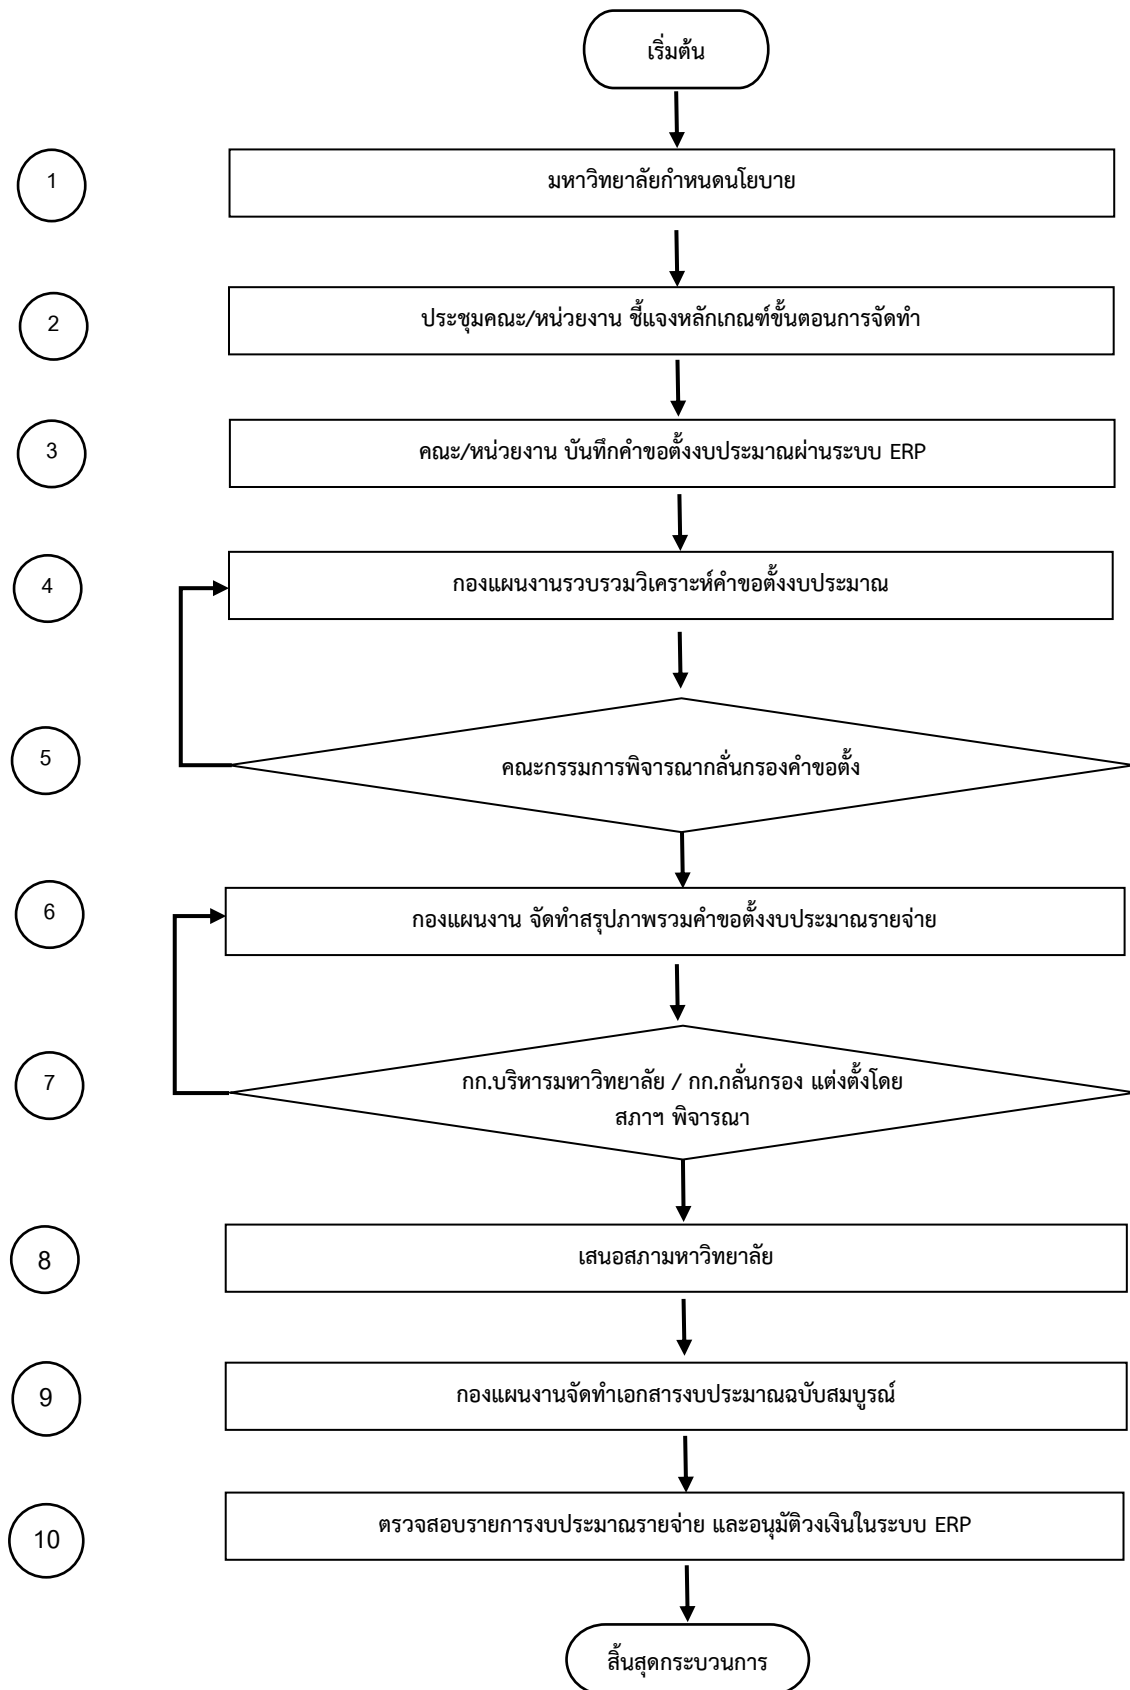 เริ่มต้น
1
มหาวิทยาลัยกำหนดนโยบาย
2
ประชุมคณะ/หน่วยงาน ชี้แจงหลักเกณฑ์ขั้นตอนการจัดทำ
3
คณะ/หน่วยงาน บันทึกคำขอตั้งงบประมาณผ่านระบบ ERP
4
กองแผนงานรวบรวมวิเคราะห์คำขอตั้งงบประมาณ
5
คณะกรรมการพิจารณากลั่นกรองคำขอตั้ง
6
กองแผนงาน จัดทำสรุปภาพรวมคำขอตั้งงบประมาณรายจ่าย
7
กก.บริหารมหาวิทยาลัย / กก.กลั่นกรอง แต่งตั้งโดย
สภาฯ พิจารณา
8
เสนอสภามหาวิทยาลัย
9
กองแผนงานจัดทำเอกสารงบประมาณฉบับสมบูรณ์
10
ตรวจสอบรายการงบประมาณรายจ่าย และอนุมัติวงเงินในระบบ ERP
สิ้นสุดกระบวนการ